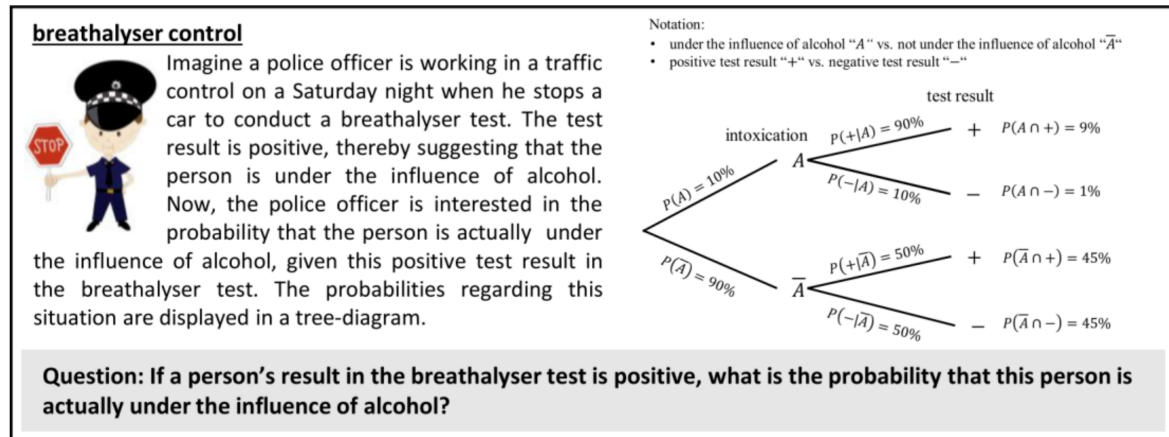 breathalyser control
STOP
Imagine a police officer is working in a traffic
control on a Saturday night when he stops a
car to conduct a breathalyser test. The test
result is positive, thereby suggesting that the
person is under the influence of alcohol.
Now, the police officer is interested in the
probability that the person is actually under
the influence of alcohol, given this positive test result in
the breathalyser test. The probabilities regarding this
situation are displayed in a tree-diagram.
Notation:
• under the influence of alcohol “A“ vs. not under the influence of alcohol “A̅“
• positive test result “+“ vs. negative test result “−“
test result
intoxication
P(+|A) = 90%
+ P(A ∩ +) = 9%
A
P(A) = 10%
P(−|A) = 10%
− P(A ∩ −) = 1%
P(A̅) = 90%
P(+|A̅) = 50%
+ P(A̅ ∩ +) = 45%
A̅
P(−|A̅) = 50%
− P(A̅ ∩ −) = 45%
Question: If a person’s result in the breathalyser test is positive, what is the probability that this person is
actually under the influence of alcohol?